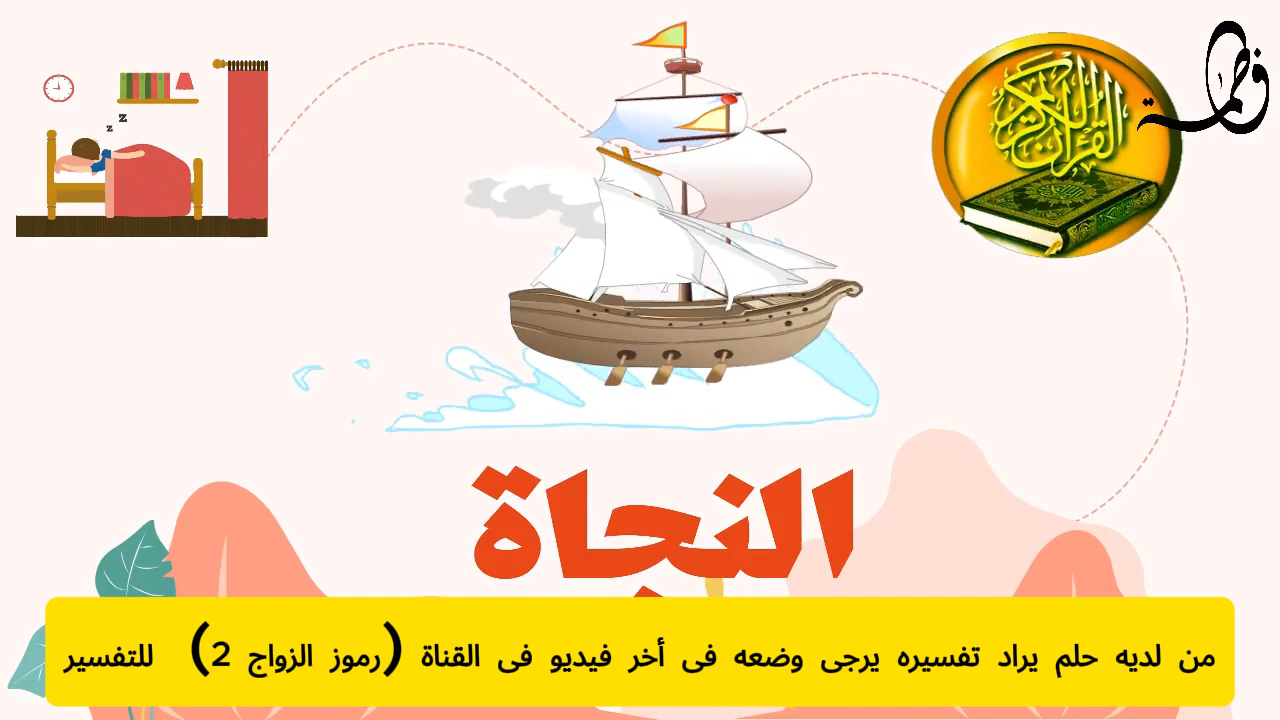 فاطمة
القرآن الكريم
z z
النجاة
من لديه حلم يراد تفسيره يرجى وضعه فى أخر فيديو فى القناة (رموز الزواج 2) للتفسير